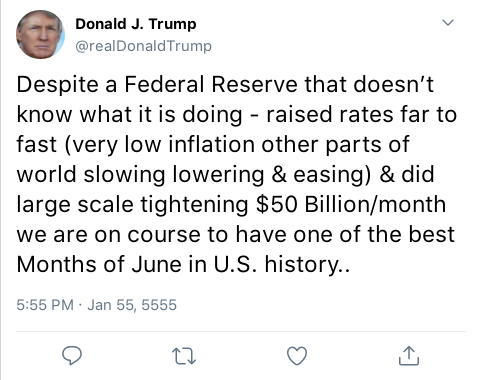 Donald J. Trump
@realDonaldTrump
Despite a Federal Reserve that doesn't
know what it is doing - raised rates far to
fast (very low inflation other parts of
world slowing lowering & easing) & did
large scale tightening $50 Billion/month
we are on course to have one of the best
Months of June in U.S. history..
5:55 PM · Jan 55, 5555